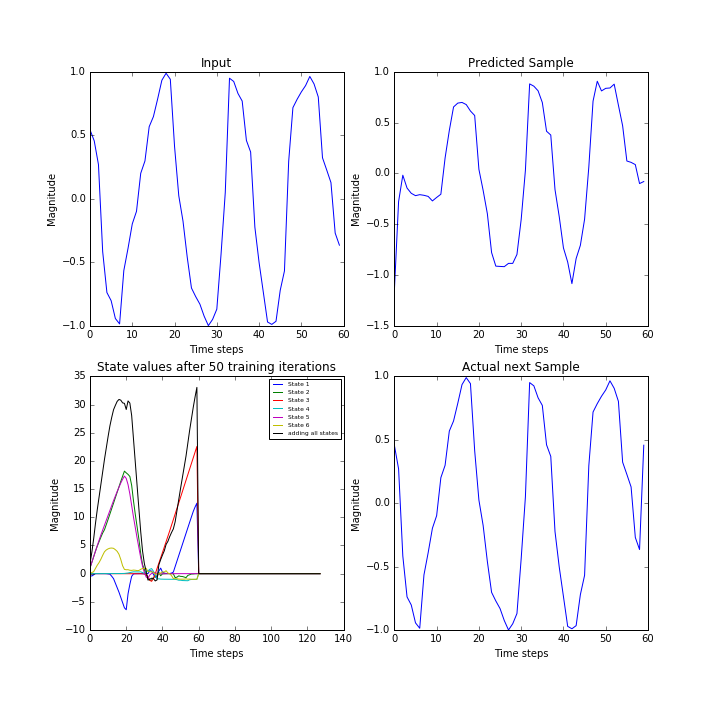 Input
Magnitude
1.0
0.5
0.0
−0.5
−1.0
0 10 20 30 40 50 60
Time steps
Predicted Sample
Magnitude
1.0
0.5
0.0
−0.5
−1.0
−1.5
0 10 20 30 40 50 60
Time steps
State values after 50 training iterations
Magnitude
35
30
25
20
15
10
5
0
−5
−10
0 20 40 60 80 100 120 140
Time steps
State 1
State 2
State 3
State 4
State 5
State 6
adding all states
Actual next Sample
Magnitude
1.0
0.5
0.0
−0.5
−1.0
0 10 20 30 40 50 60
Time steps